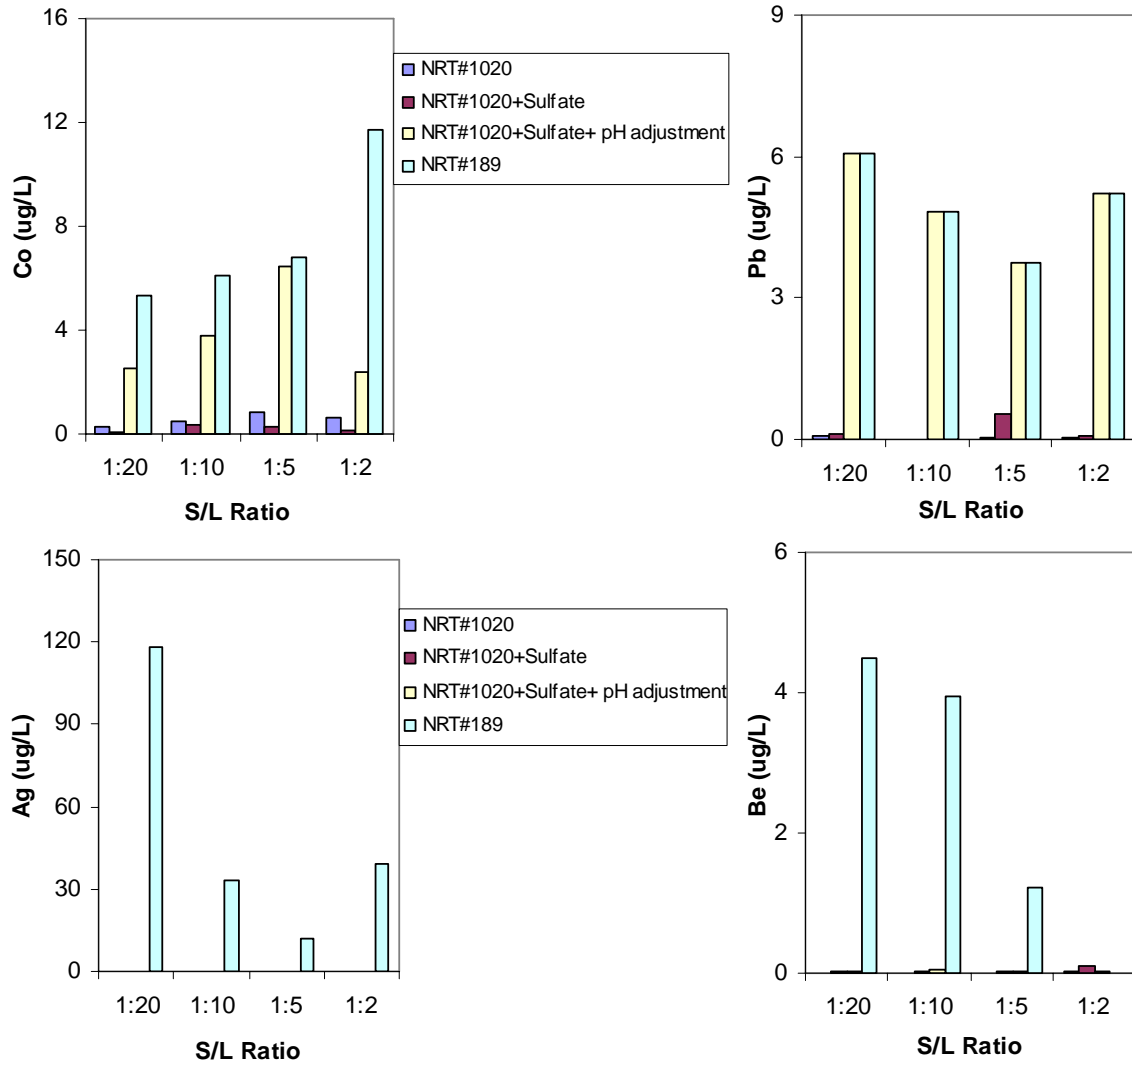 16
12
8
4
0
Co (ug/L)
1:20 1:10 1:5 1:2
S/L Ratio
NRT#1020
NRT#1020+Sulfate
NRT#1020+Sulfate+ pH adjustment
NRT#189
9
6
3
0
Pb (ug/L)
1:20 1:10 1:5 1:2
S/L Ratio
150
120
90
60
30
0
Ag (ug/L)
1:20 1:10 1:5 1:2
S/L Ratio
NRT#1020
NRT#1020+Sulfate
NRT#1020+Sulfate+ pH adjustment
NRT#189
6
4
2
0
Be (ug/L)
1:20 1:10 1:5 1:2
S/L Ratio